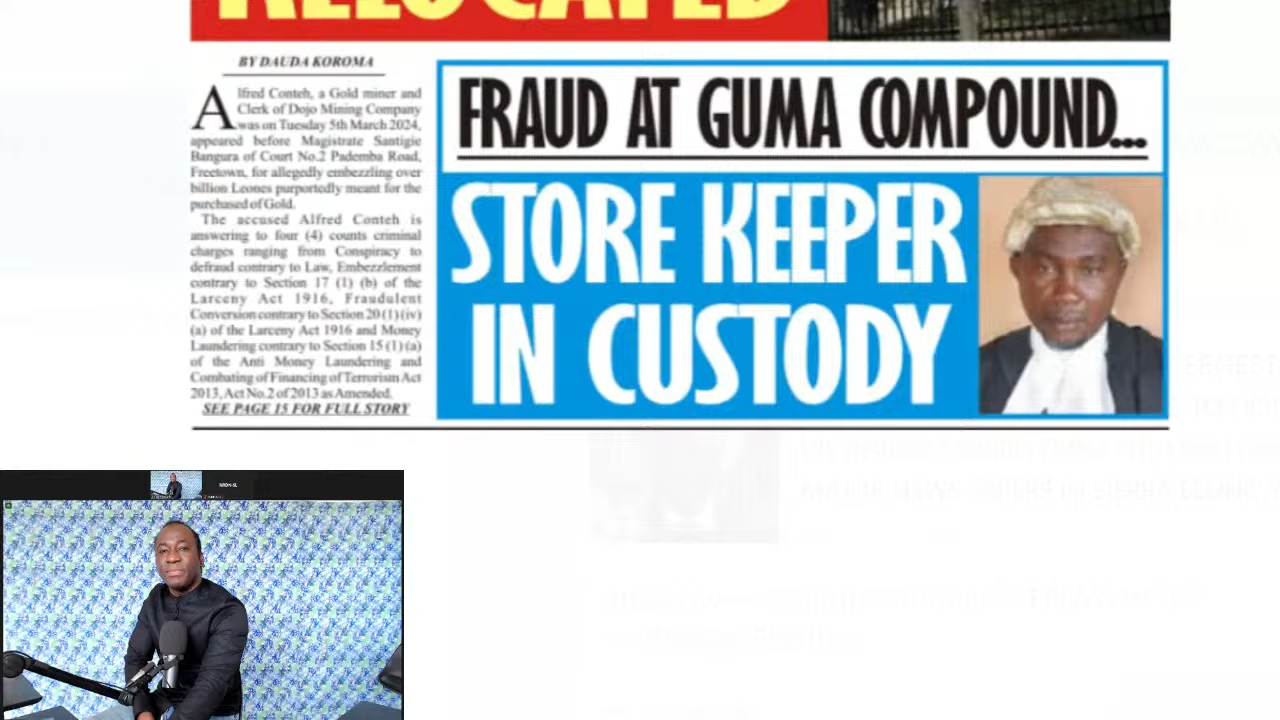 RELOCATED
BY DAUDA KOROMA
Alfred Conteh, a Gold miner and
Clerk of Dojo Mining Company
was on Tuesday 5th March 2024,
appeared before Magistrate Santigie
Bangura of Court No.2 Pademba Road,
Freetown, for allegedly embezzling over
billion Leones purportedly meant for the
purchased of Gold.
The accused Alfred Conteh is
answering to four (4) counts criminal
charges ranging from Conspiracy to
defraud contrary to Law, Embezzlement
contrary to Section 17 (1) (b) of the
Larceny Act 1916, Fraudulent
Conversion contrary to Section 20 (1) (iv)
(a) of the Larceny Act 1916 and Money
Laundering contrary to Section 15 (1) (a)
of the Anti Money Laundering and
Combating of Financing of Terrorism Act
2013, Act No.2 of 2013 as Amended.
SEE PAGE 15 FOR FULL STORY
FRAUD AT GUMA COMPOUND...
STORE KEEPER
IN CUSTODY